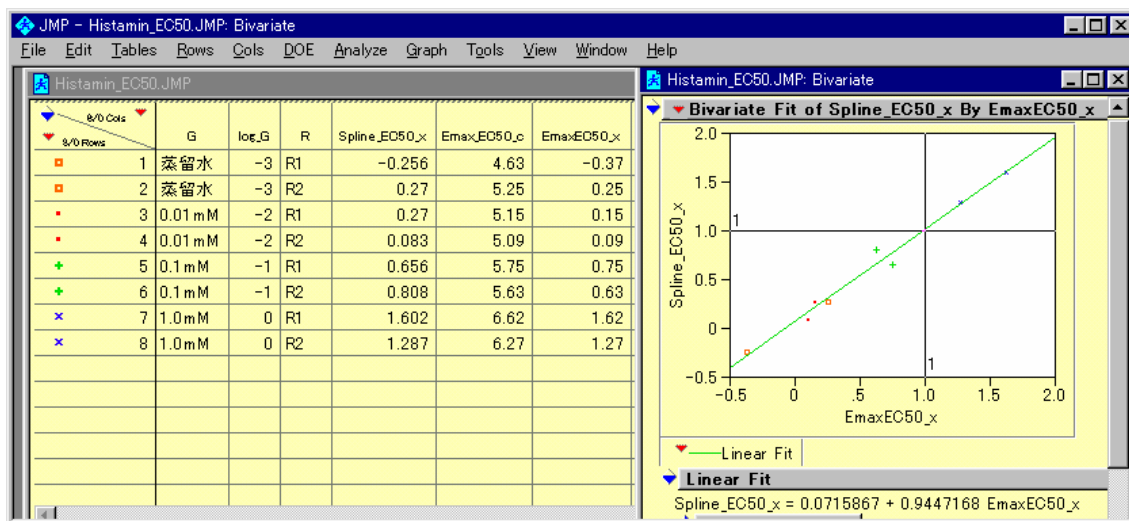 JMP - Histamin_EC50.JMP: Bivariate
File Edit Tables Rows Cols DOE Analyze Graph Tools View Window Help
Histamin_EC50.JMP
8/0 Cols
8/0 Rows
G log_G R Spline_EC50_x Emax_EC50_c EmaxEC50_x
1 蒸留水 -3 R1 -0.256 4.63 -0.37
2 蒸留水 -3 R2 0.27 5.25 0.25
3 0.01mM -2 R1 0.27 5.15 0.15
4 0.01mM -2 R2 0.083 5.09 0.09
5 0.1mM -1 R1 0.656 5.75 0.75
6 0.1mM -1 R2 0.808 5.63 0.63
7 1.0mM 0 R1 1.602 6.62 1.62
8 1.0mM 0 R2 1.287 6.27 1.27
Histamin_EC50.JMP: Bivariate
Bivariate Fit of Spline_EC50_x By EmaxEC50_x
2.0
1.5
1.0
0.5
0
-0.5
Spline_EC50_x
1
1
-0.5 0 .5 1.0 1.5 2.0
EmaxEC50_x
Linear Fit
Linear Fit
Spline_EC50_x = 0.0715867 + 0.9447168 EmaxEC50_x